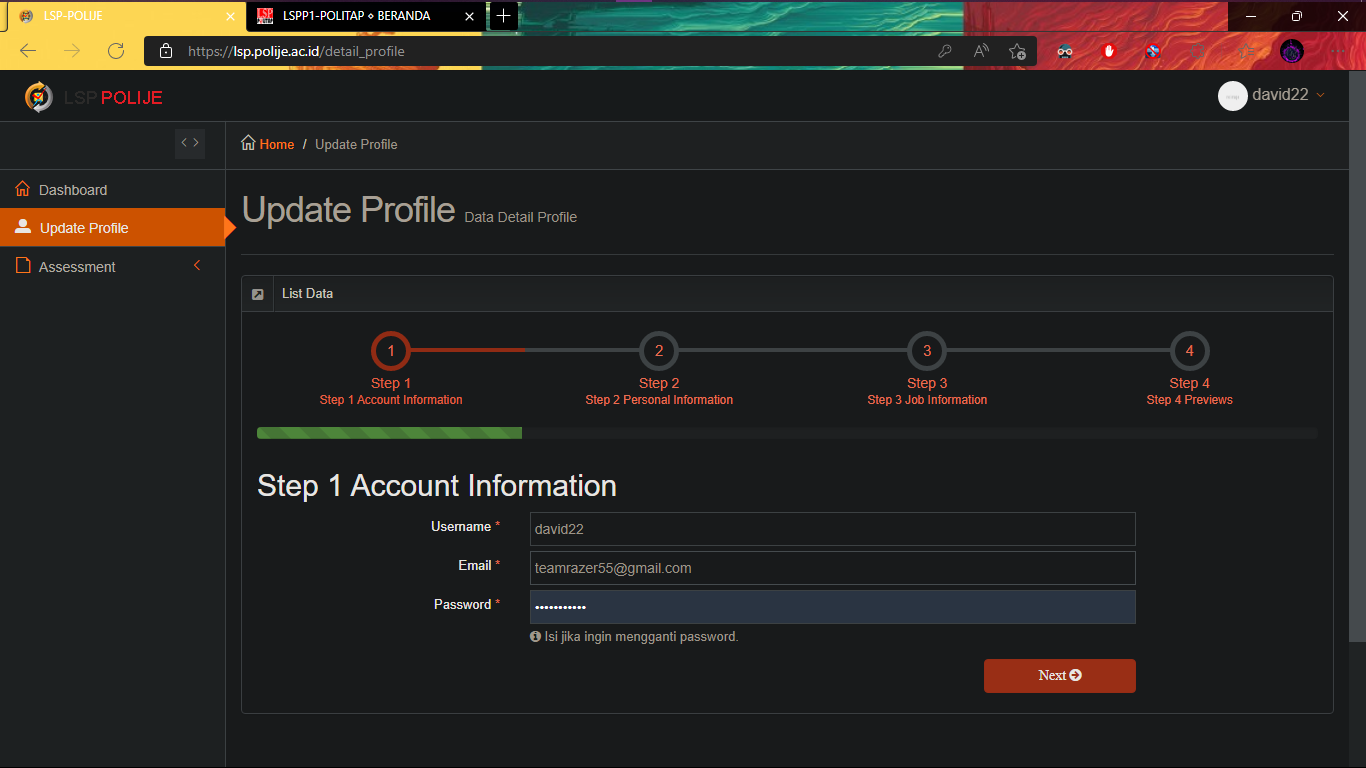 LSP-POLIJE
LSPP1-POLITAP ⋄ BERANDA
https://lsp.polije.ac.id/detail_profile
LSP POLIJE
david22
Home / Update Profile
Dashboard
Update Profile
Assessment
Update Profile Data Detail Profile
List Data
1
2
3
4
Step 1
Step 2
Step 3
Step 4
Step 1 Account Information
Step 2 Personal Information
Step 3 Job Information
Step 4 Previews
Step 1 Account Information
Username *
david22
Email *
teamrazer55@gmail.com
Password *
•••••••••••
Isi jika ingin mengganti password.
Next